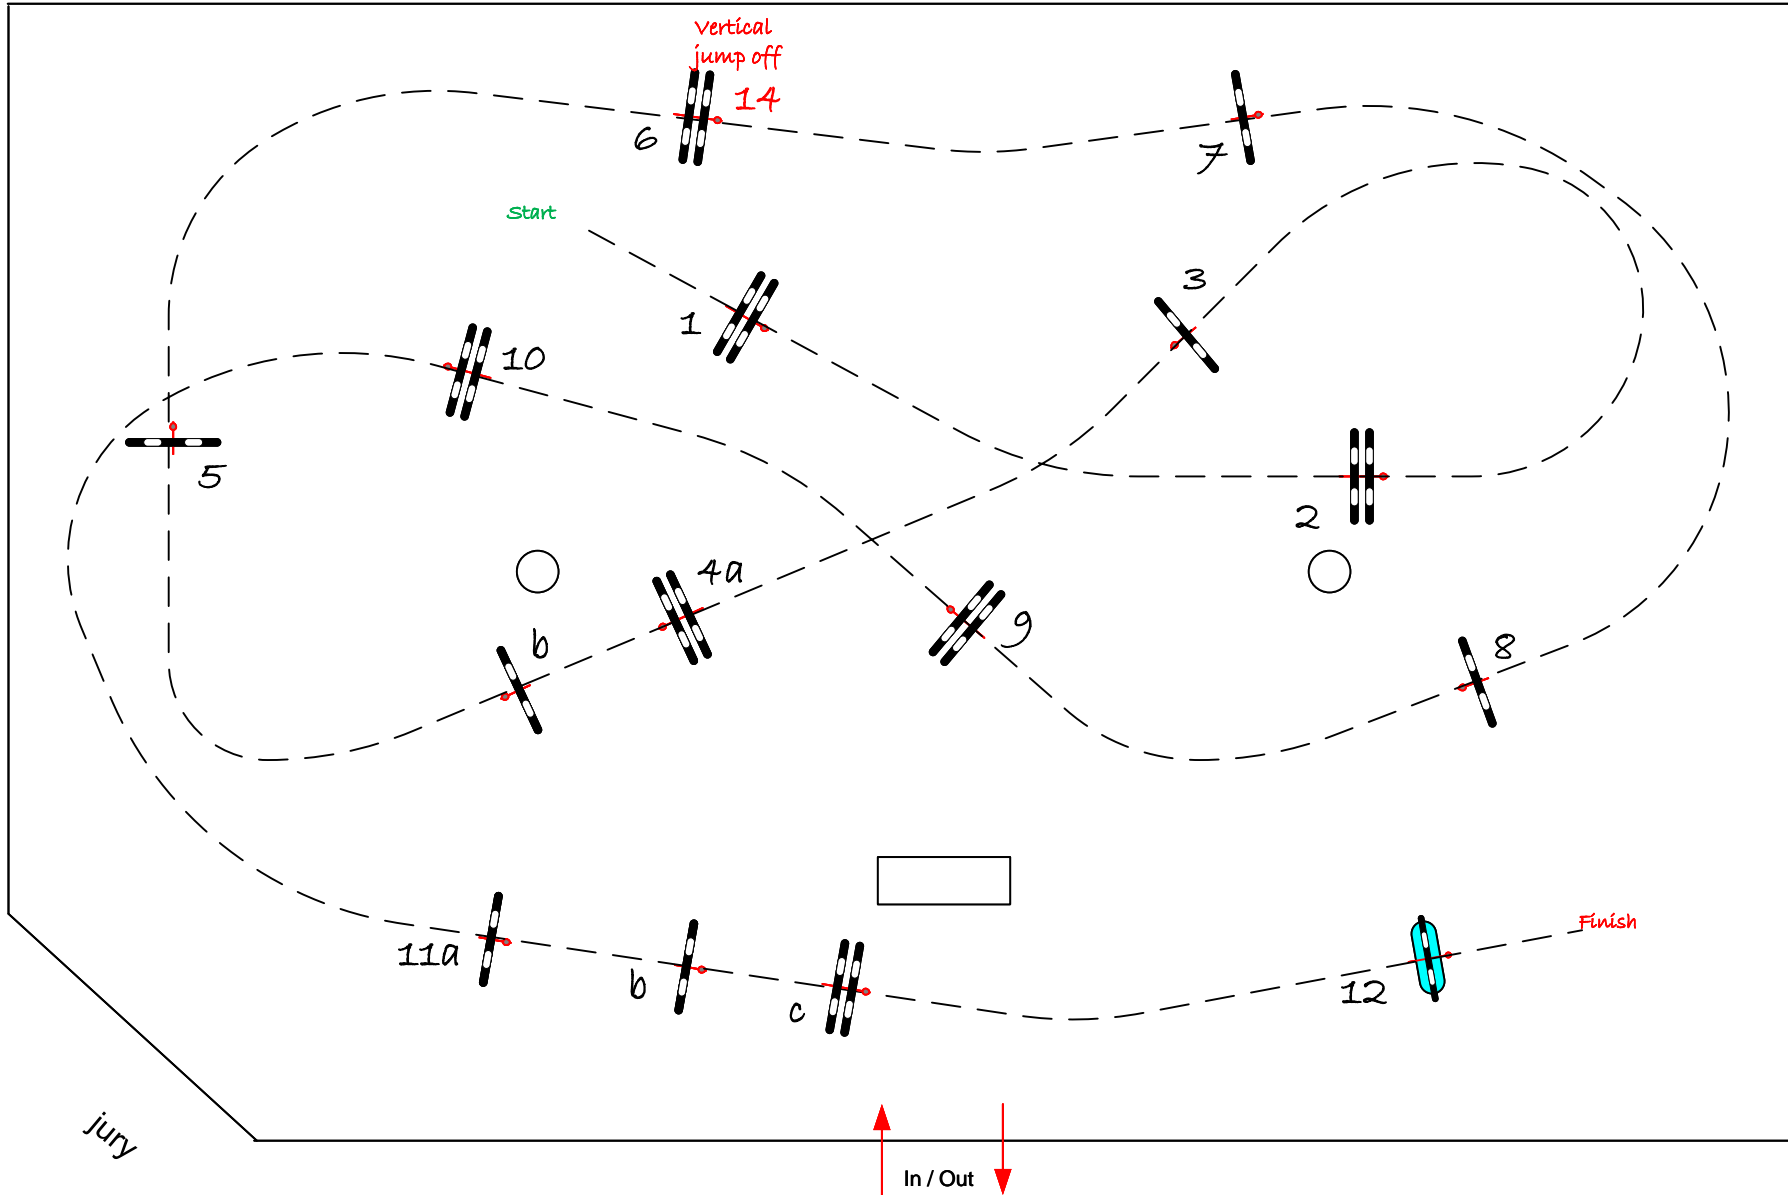 Vertical
jump off
14
6
7
Start
3
1
10
5
2
4a
9
b
8
11a
b
c
12
Finish
jury
In / Out